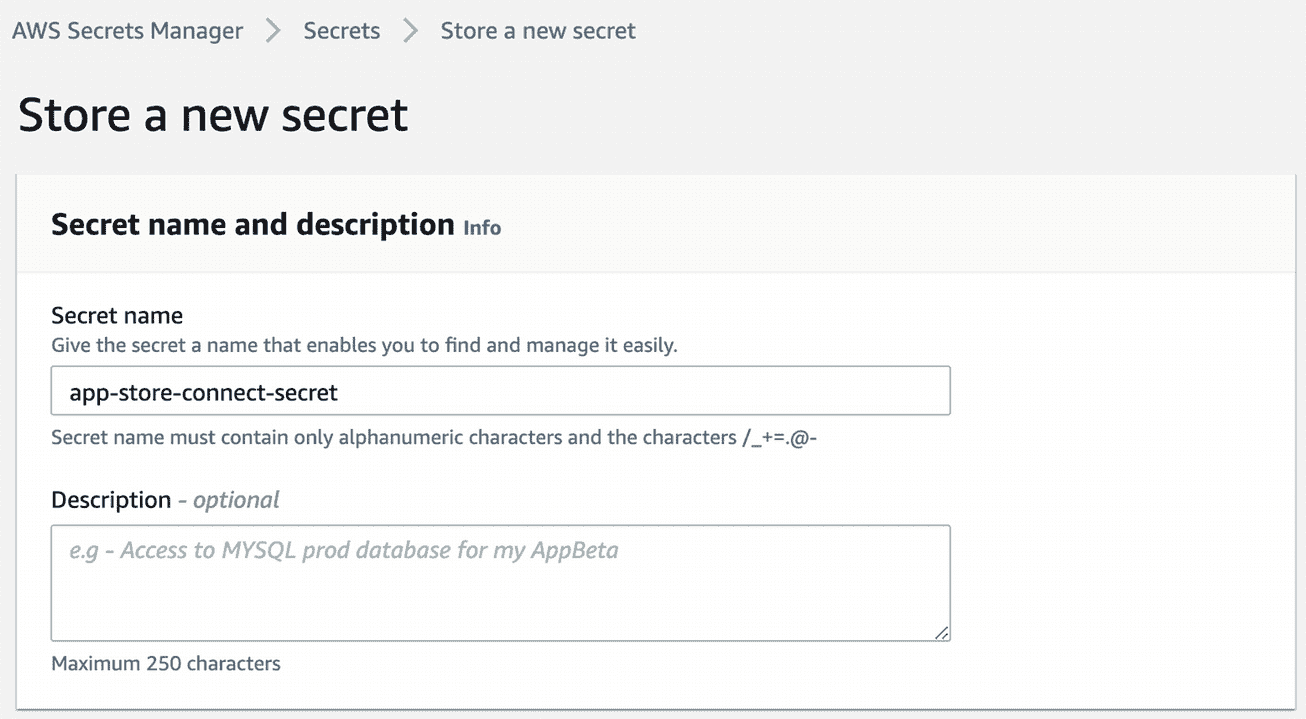 AWS Secrets Manager > Secrets > Store a new secret
Store a new secret
Secret name and description Info
Secret name
Give the secret a name that enables you to find and manage it easily.
app-store-connect-secret
Secret name must contain only alphanumeric characters and the characters /_+=.@-
Description - optional
e.g - Access to MYSQL prod database for my AppBeta
Maximum 250 characters